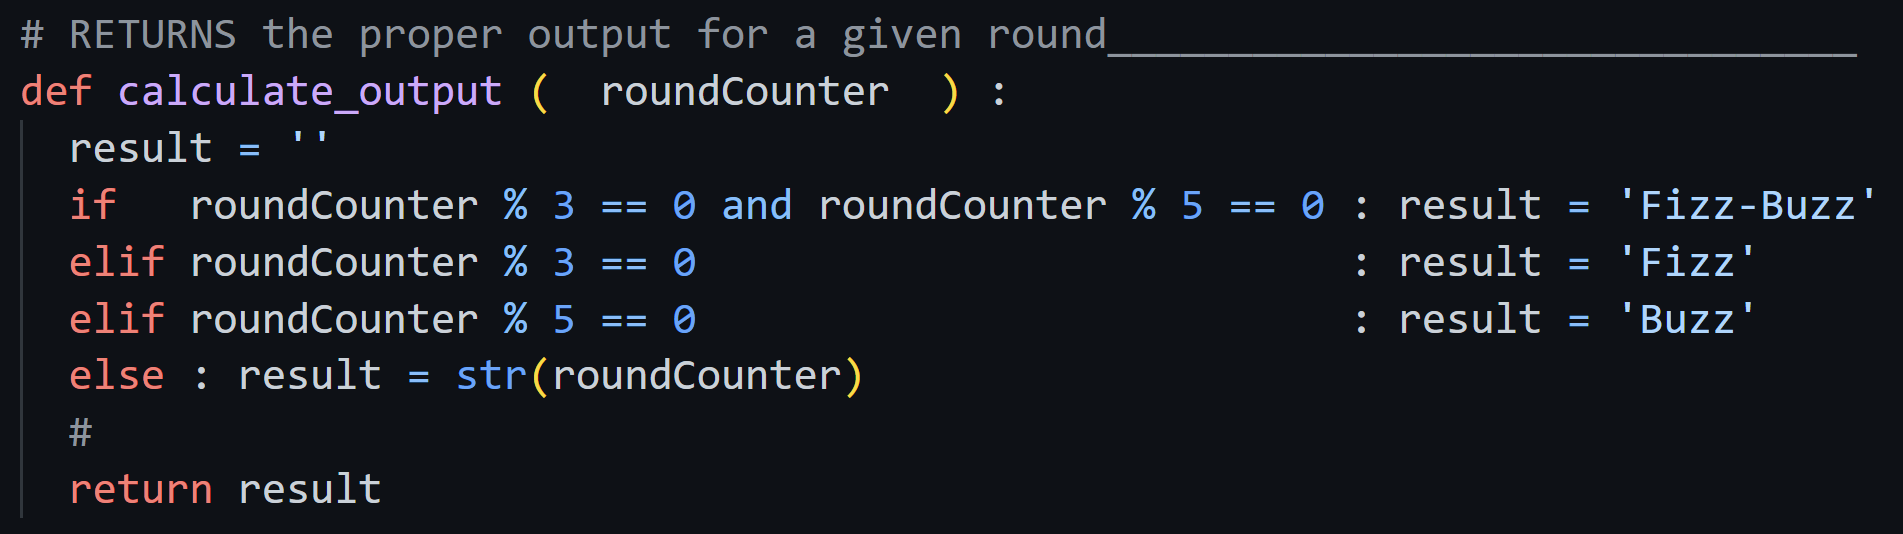 # RETURNS the proper output for a given round_______________________________
def calculate_output (  roundCounter  ) :
  result = ''
  if   roundCounter % 3 == 0 and roundCounter % 5 == 0 : result = 'Fizz-Buzz'
  elif roundCounter % 3 == 0                           : result = 'Fizz'
  elif roundCounter % 5 == 0                           : result = 'Buzz'
  else : result = str(roundCounter)
  #
  return result